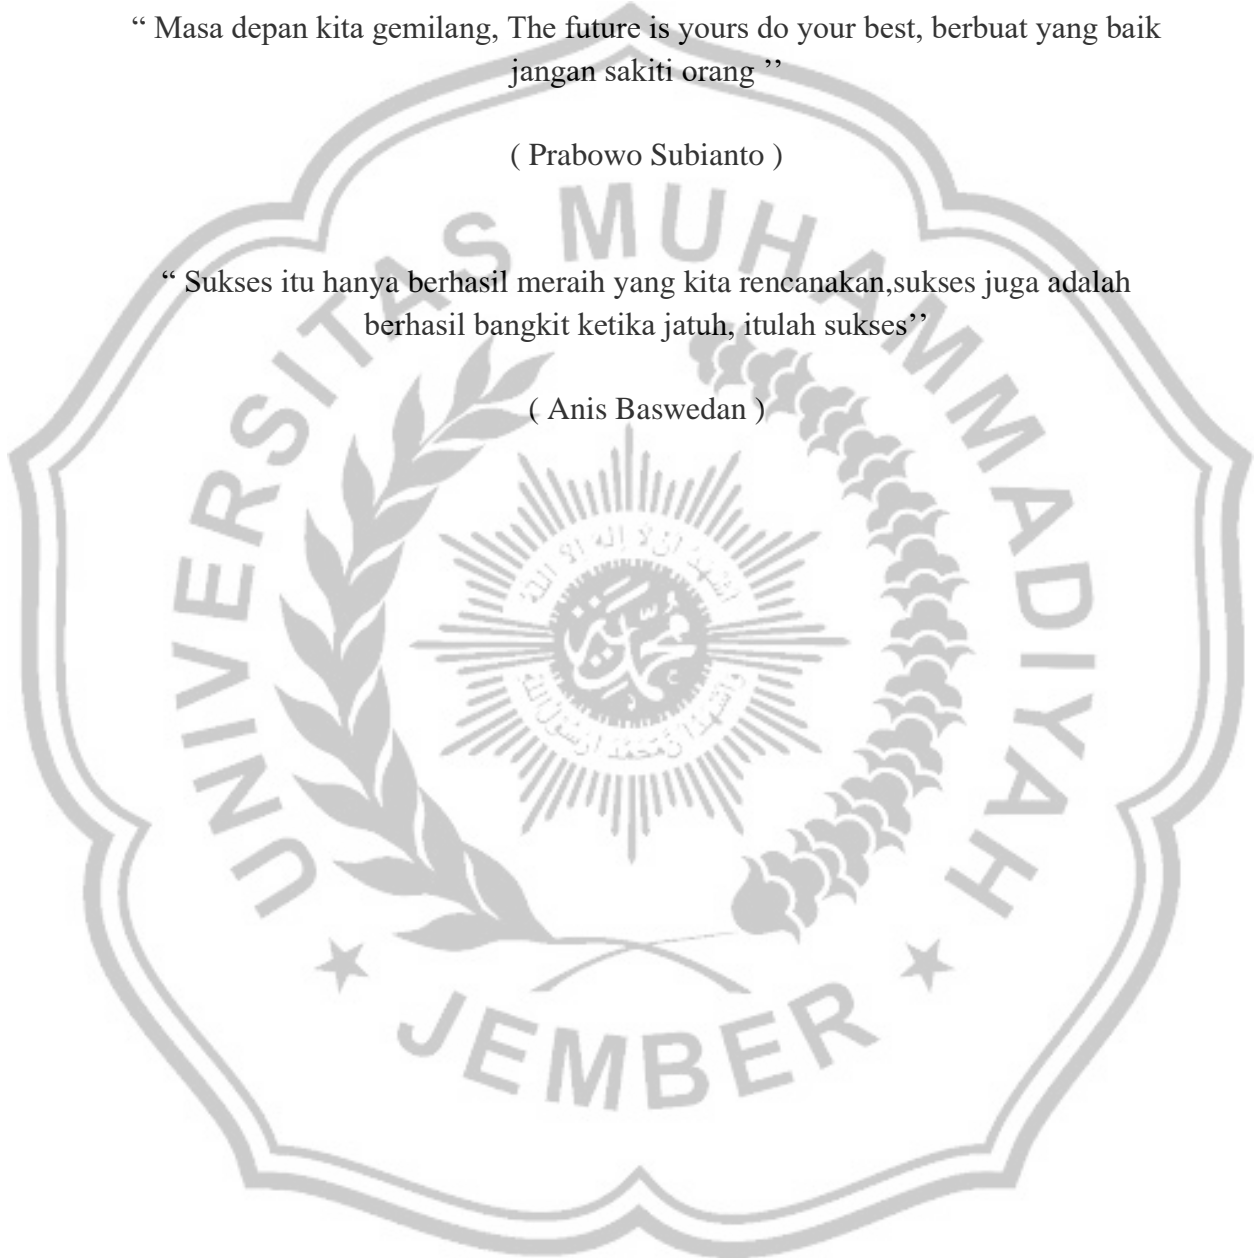 “ Masa depan kita gemilang, The future is yours do your best, berbuat yang baik
jangan sakiti orang ’’
( Prabowo Subianto )
“ Sukses itu hanya berhasil meraih yang kita rencanakan,sukses juga adalah
berhasil bangkit ketika jatuh, itulah sukses’’
( Anis Baswedan )
UNIVERSITAS MUHAMMADIYAH
JEMBER